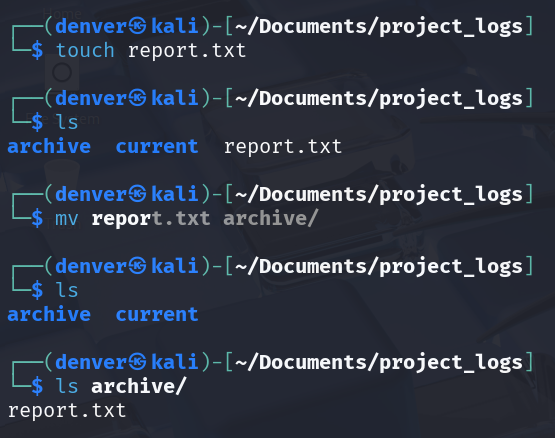 ┌──(denver㉿kali)-[~/Documents/project_logs]
└─$ touch report.txt
┌──(denver㉿kali)-[~/Documents/project_logs]
└─$ ls
archive  current  report.txt
┌──(denver㉿kali)-[~/Documents/project_logs]
└─$ mv report.txt archive/
┌──(denver㉿kali)-[~/Documents/project_logs]
└─$ ls
archive  current
┌──(denver㉿kali)-[~/Documents/project_logs]
└─$ ls archive/
report.txt